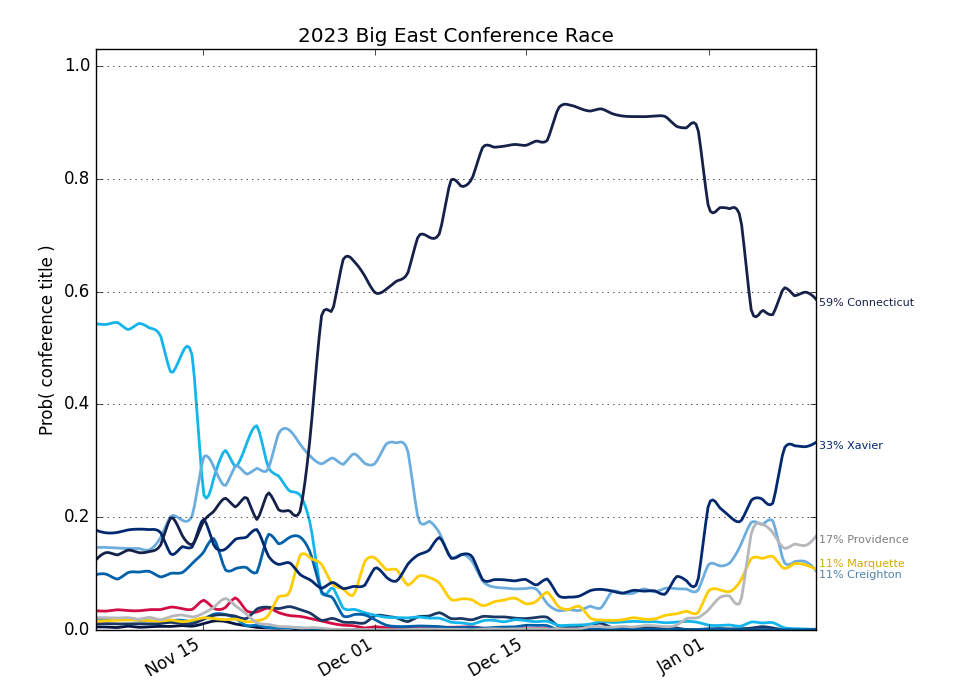 2023 Big East Conference Race
Prob( conference title )
1.0
0.8
0.6
0.4
0.2
0.0
Nov 15
Dec 01
Dec 15
Jan 01
59% Connecticut
33% Xavier
17% Providence
11% Marquette
11% Creighton